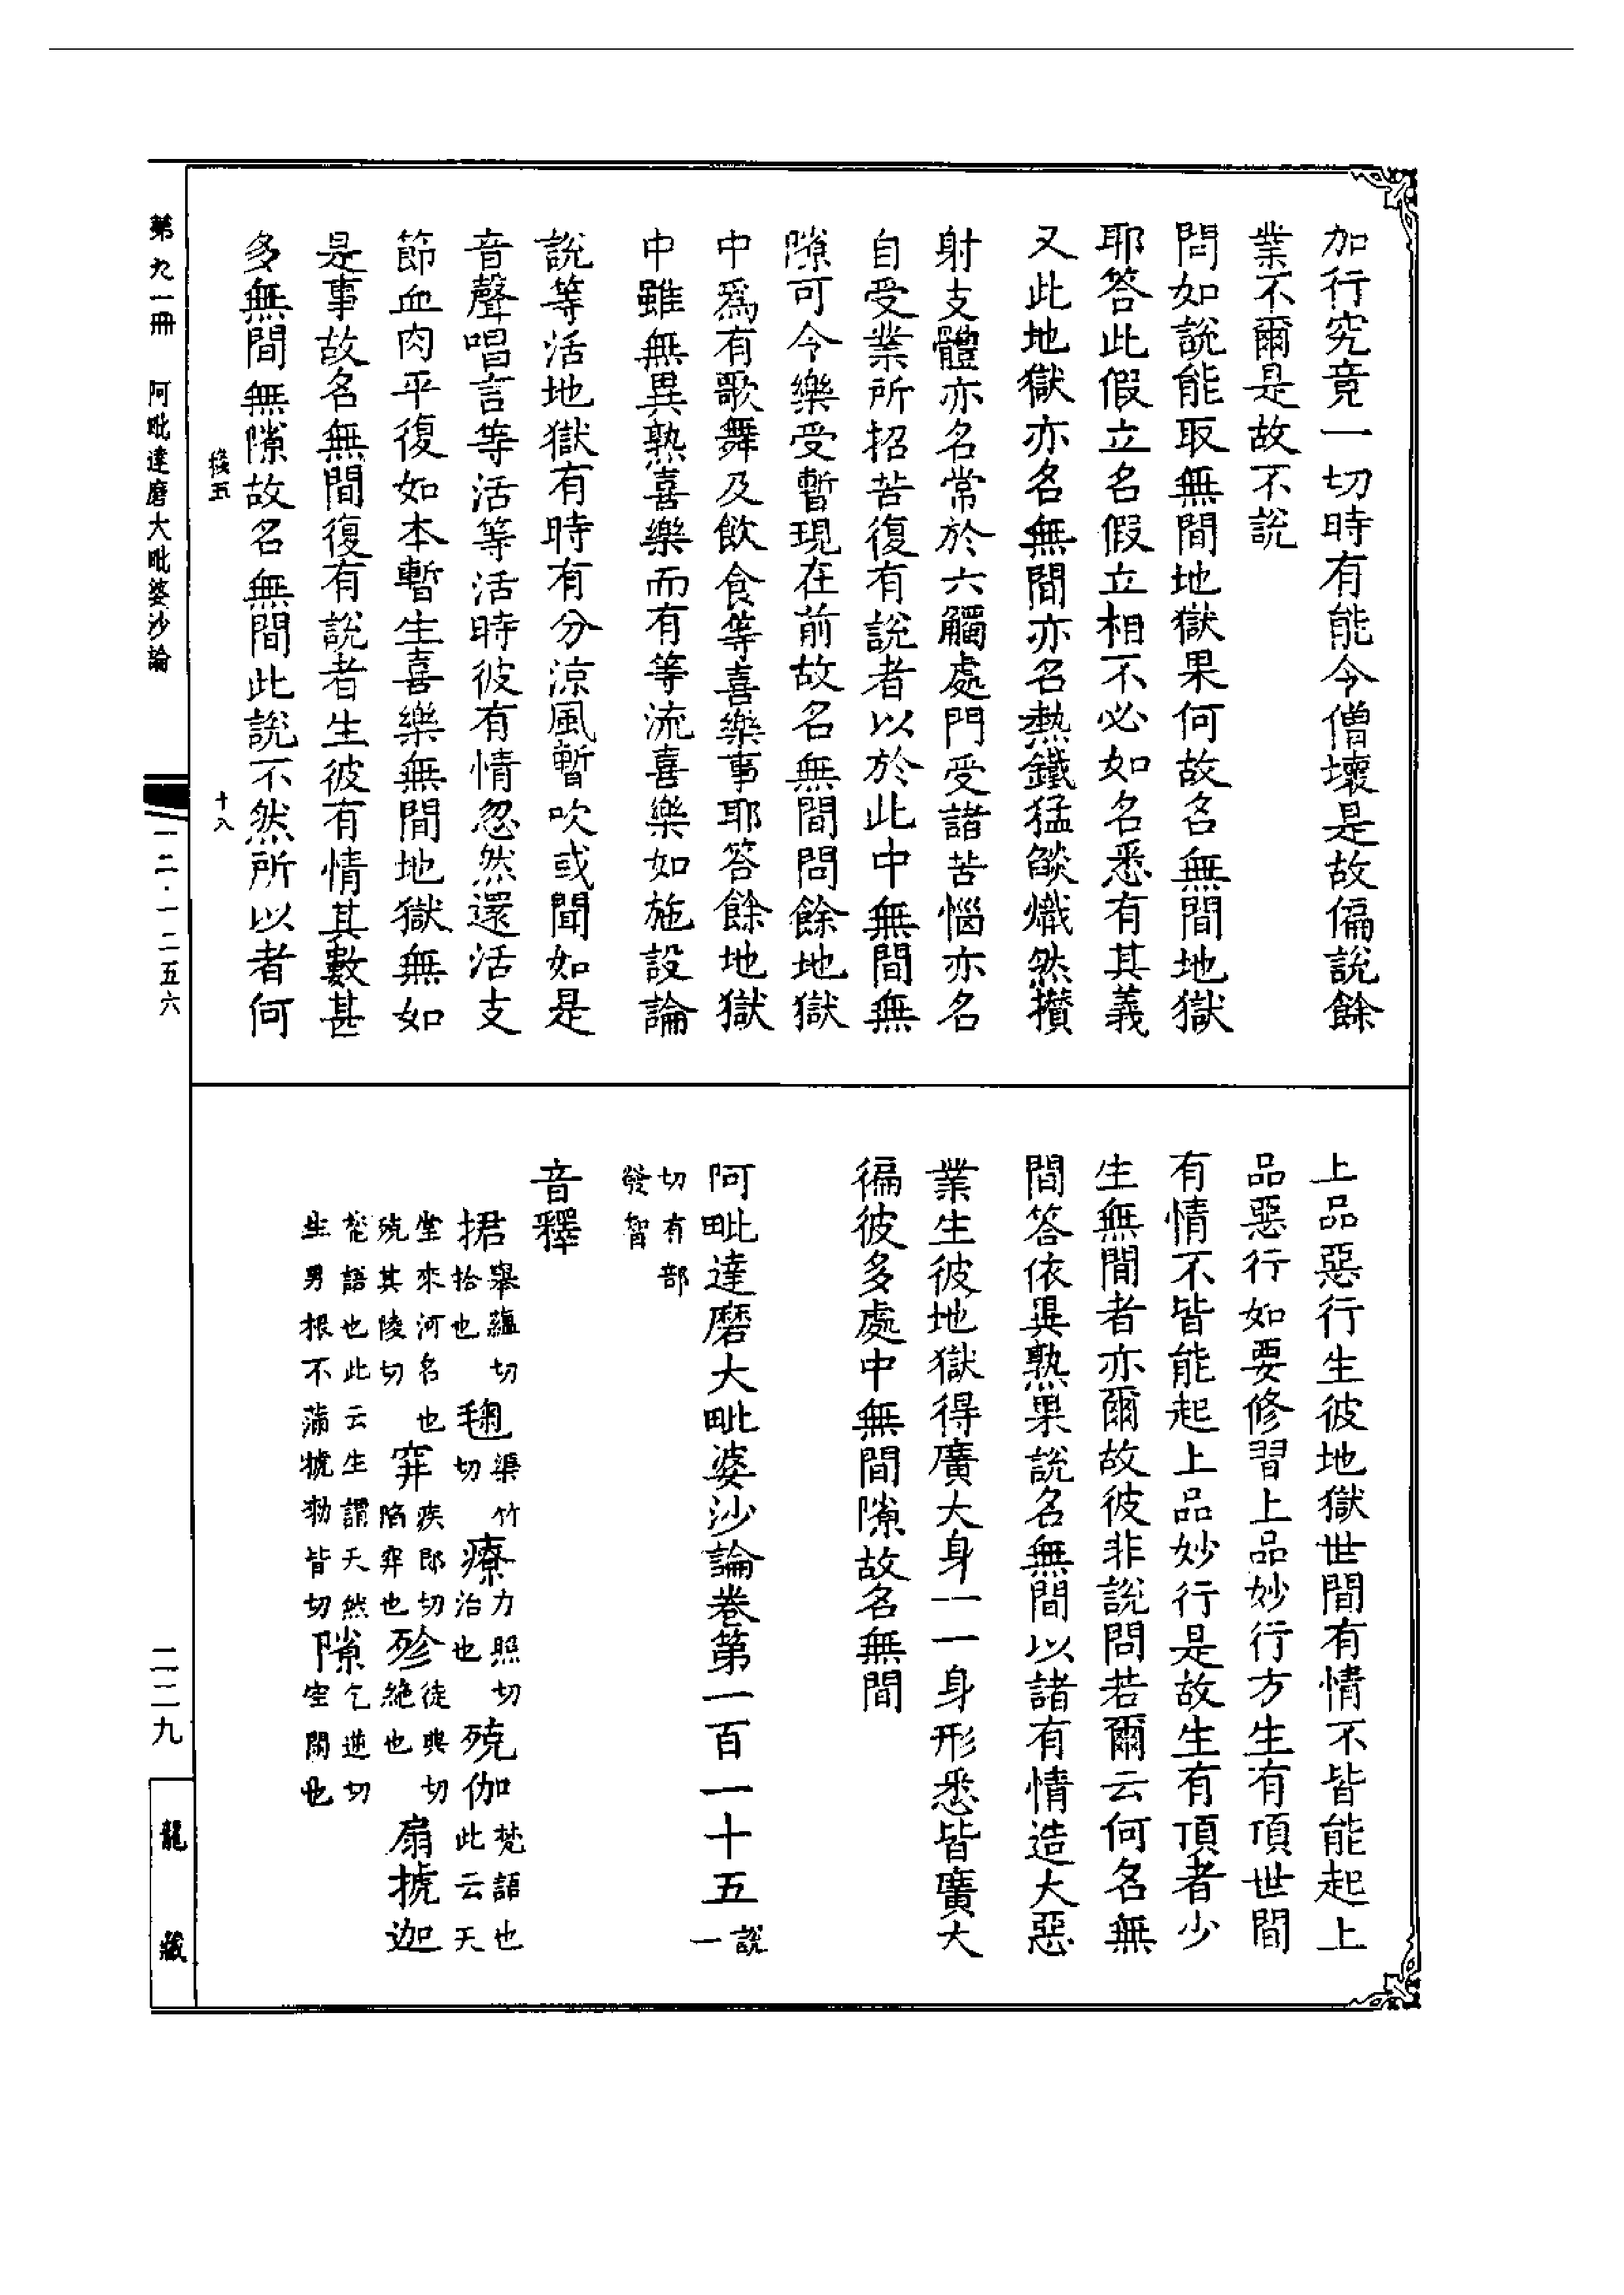 加行究竟一切時有能令僧壞是故偏說餘
業不爾是故不說
問如說能取無間地獄果何故名無間地獄
耶答此假立名假立相不必如名悉有其義
又此地獄亦名無間亦名熱鐵猛𦦨熾然攢
射支體亦名常於六觸處門受諸苦惱亦名
自受業所招苦復有說者以於此中無間無
隙可令樂受暫現在前故名無間問餘地獄
中爲有歌舞及飲食等喜樂事耶答餘地獄
中雖無異熟喜樂而有等流喜樂如施設論
說等活地獄有時有分涼風暫吹或聞如是
音聲唱言等活等活時彼有情忽然還活支
節血肉平復如本暫生喜樂無間地獄無如
是事故名無間復有說者生彼有情其數甚
多無間無隙故名無間此說不然所以者何
上品惡行生彼地獄世間有情不皆能起上
品惡行如要修習上品妙行方生有頂世間
有情不皆能起上品妙行是故生有頂者少
生無間者亦爾故彼非說問若爾云何名無
間答依異熟果說名無間以諸有情造大惡
業生彼地獄得廣大身一一身形悉皆廣大
徧彼多處中無間隙故名無間
阿毗達磨大毗婆沙論卷第一百一十五 說一
切有部
發智
音釋
捃舉蘊切拾也 毱渠竹切 療力照切治也 殑伽梵語也此云天
堂來河名也殑其陵切 穽疾郢切陷穽也 殄徒典切絕也 扇搋迦
梵語也此云生謂天然生男根不滿搋勑皆切 隙乞逆切空閒也
第九一冊 阿毗達磨大毗婆沙論
十八
一二·一二五六
二二九
龍藏